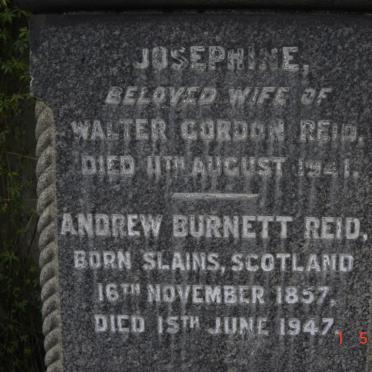 JOSEPHINE,
BELOVED WIFE OF
WALTER GORDON REID,
DIED 11TH AUGUST 1941.
ANDREW BURNETT REID,
BORN SLAINS, SCOTLAND
16TH NOVEMBER 1857,
DIED 15TH JUNE 1947.
1 5